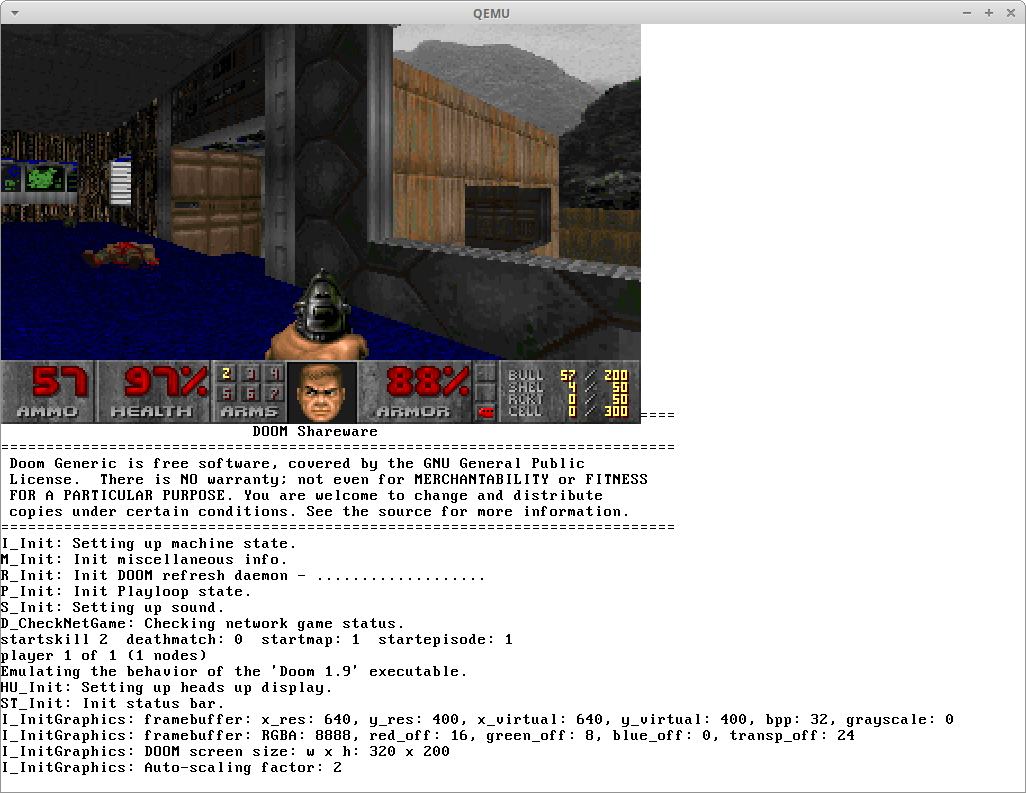 QEMU
57 97% 2 3 4 88% BULL 57 / 200
SHEL 4 / 50
5 6 7 RCKT 0 / 50
AMMO HEALTH ARMS ARMOR CELL 0 / 300
====
DOOM Shareware
===========================================================================
Doom Generic is free software, covered by the GNU General Public
License.  There is NO warranty; not even for MERCHANTABILITY or FITNESS
FOR A PARTICULAR PURPOSE. You are welcome to change and distribute
copies under certain conditions. See the source for more information.
===========================================================================
I_Init: Setting up machine state.
M_Init: Init miscellaneous info.
R_Init: Init DOOM refresh daemon - ...................
P_Init: Init Playloop state.
S_Init: Setting up sound.
D_CheckNetGame: Checking network game status.
startskill 2  deathmatch: 0  startmap: 1  startepisode: 1
player 1 of 1 (1 nodes)
Emulating the behavior of the 'Doom 1.9' executable.
HU_Init: Setting up heads up display.
ST_Init: Init status bar.
I_InitGraphics: framebuffer: x_res: 640, y_res: 400, x_virtual: 640, y_virtual: 400, bpp: 32, grayscale: 0
I_InitGraphics: framebuffer: RGBA: 8888, red_off: 16, green_off: 8, blue_off: 0, transp_off: 24
I_InitGraphics: DOOM screen size: w x h: 320 x 200
I_InitGraphics: Auto-scaling factor: 2